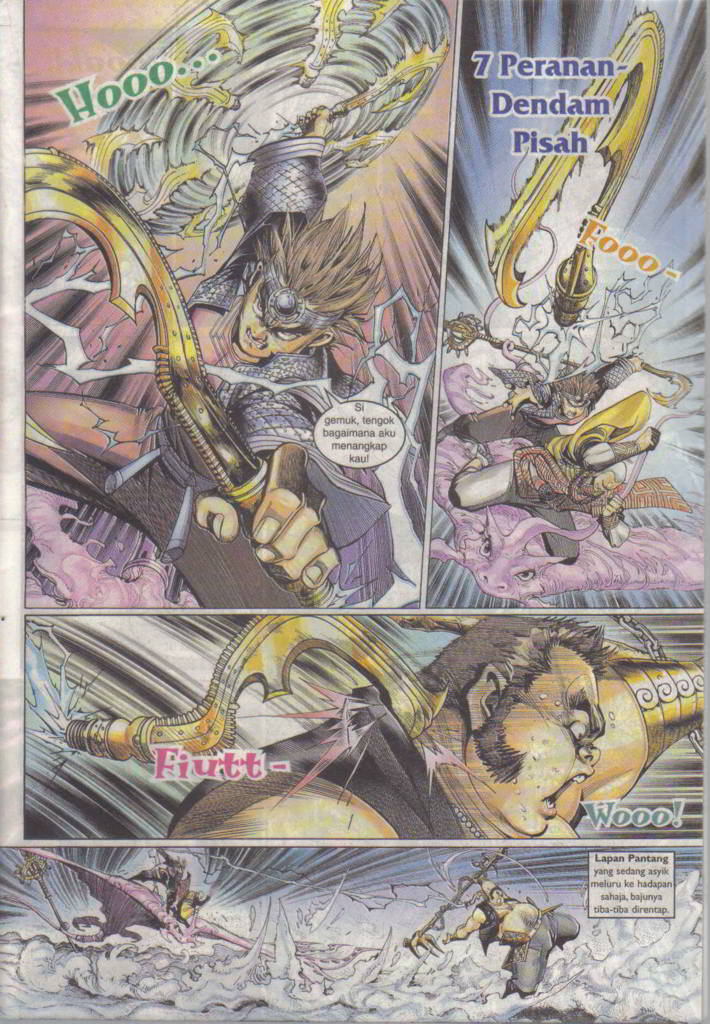 Hooo...
7 Peranan-
Dendam
Pisah
Fooo-
Si
gemuk, tengok
bagaimana aku
menangkap
kau!
Fiutt-
Wooo!
Lapan Pantang
yang sedang asyik
meluru ke hadapan
sahaja, bajunya
tiba-tiba direntap.